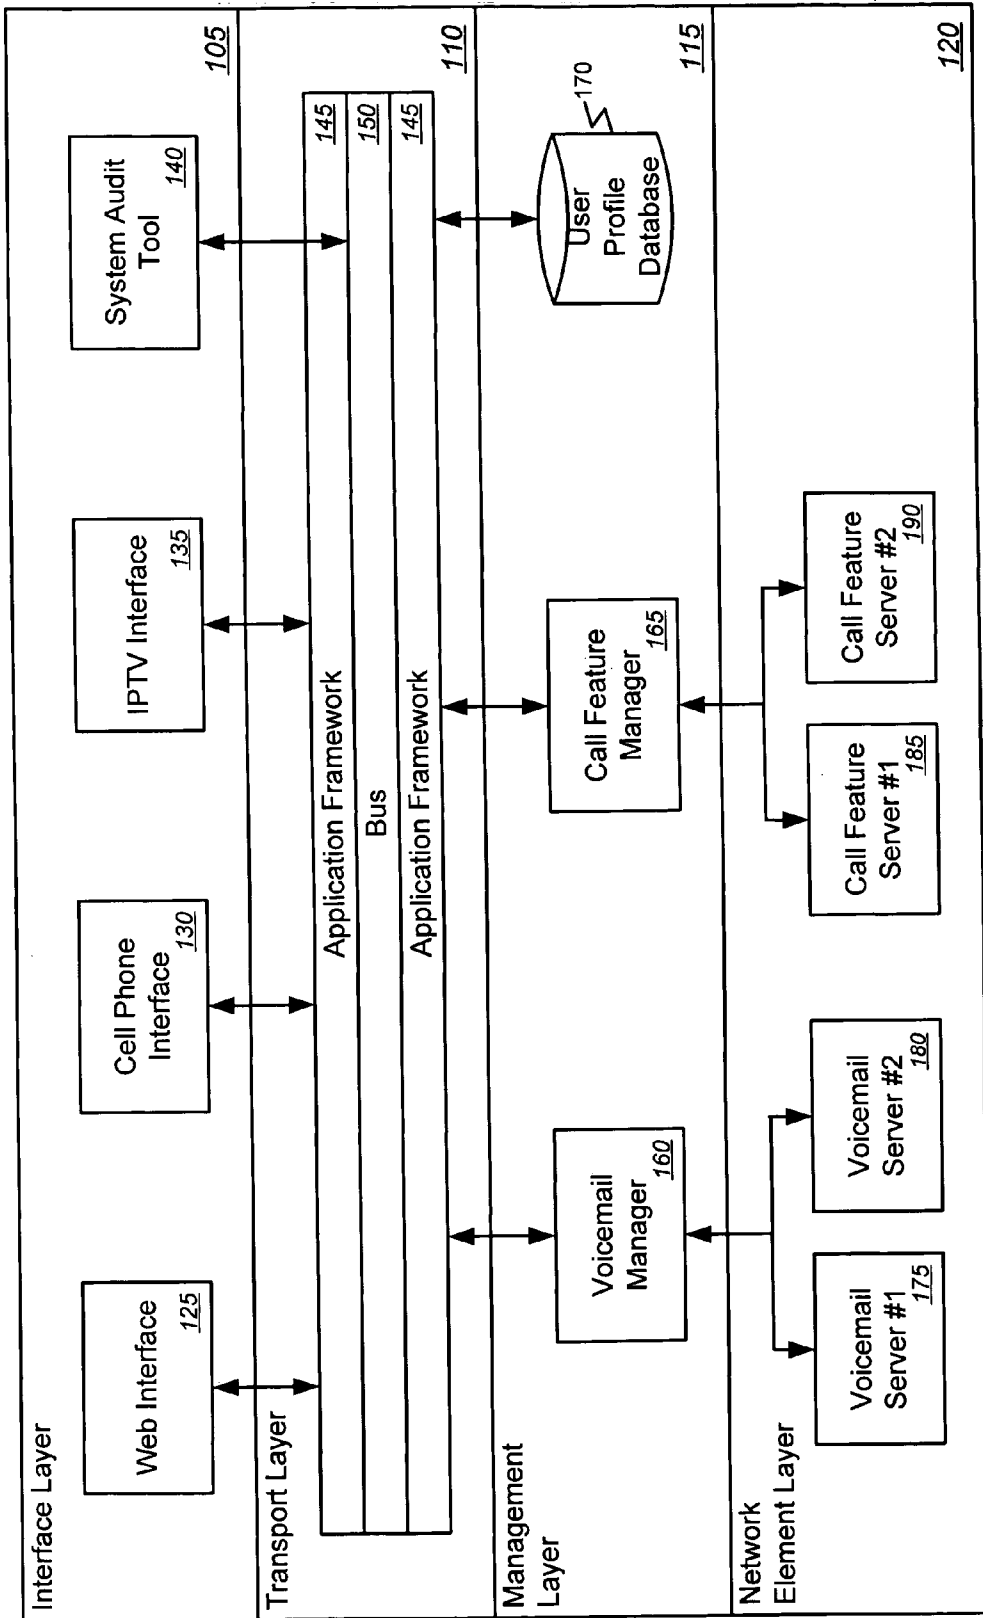 Interface Layer
105
Web Interface
125
Cell Phone
Interface
130
IPTV Interface
135
System Audit
Tool
140
Transport Layer
110
Application Framework
145
Bus
150
Application Framework
145
Management
Layer
115
Voicemail
Manager
160
Call Feature
Manager
165
User
Profile
Database
170
Network
Element Layer
120
Voicemail
Server #1
175
Voicemail
Server #2
180
Call Feature
Server #1
185
Call Feature
Server #2
190